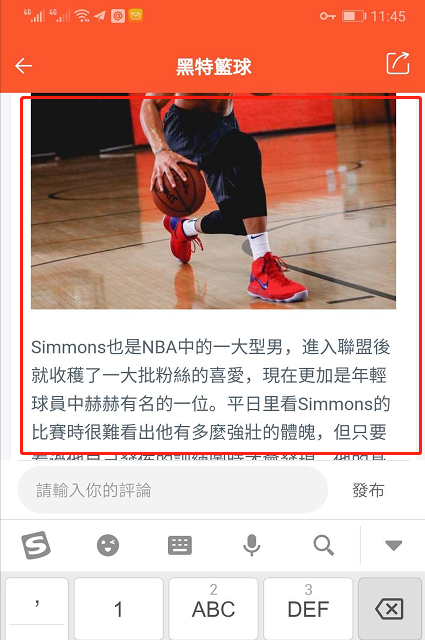 4G 4G 11:45
黑特籃球
Simmons也是NBA中的一大型男，進入聯盟後
就收穫了一大批粉絲的喜愛，現在更加是年輕
球員中赫赫有名的一位。平日里看Simmons的
比賽時很難看出他有多麼強壯的體魄，但只要
請輸入你的評論 發布
， 1 2 ABC 3 DEF